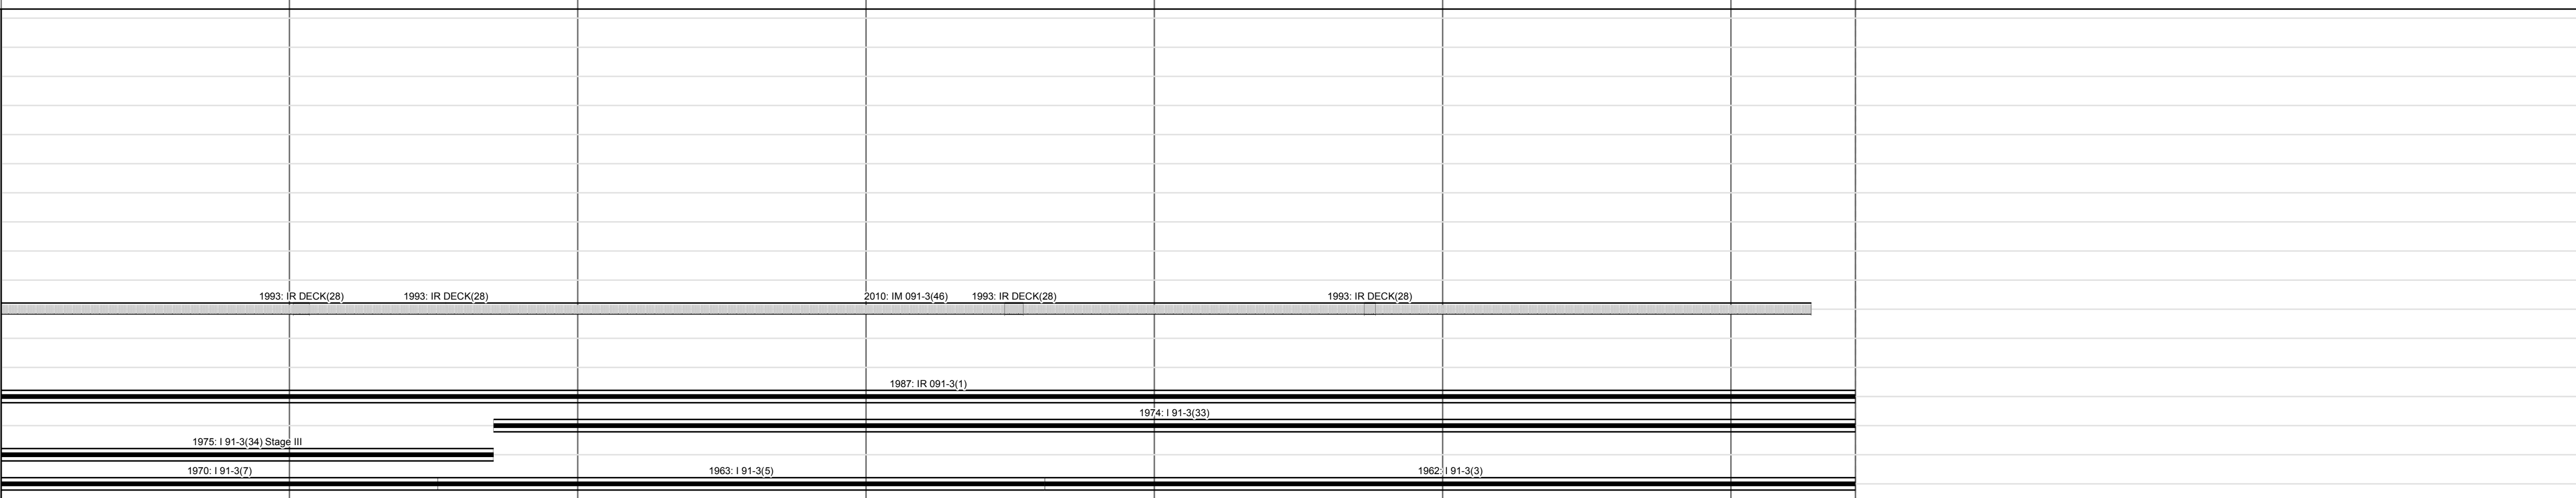 1993: IR DECK(28) 1993: IR DECK(28) 2010: IM 091-3(46) 1993: IR DECK(28) 1993: IR DECK(28)
1987: IR 091-3(1)
1974: I 91-3(33)
1975: I 91-3(34) Stage III
1970: I 91-3(7) 1963: I 91-3(5) 1962: I 91-3(3)